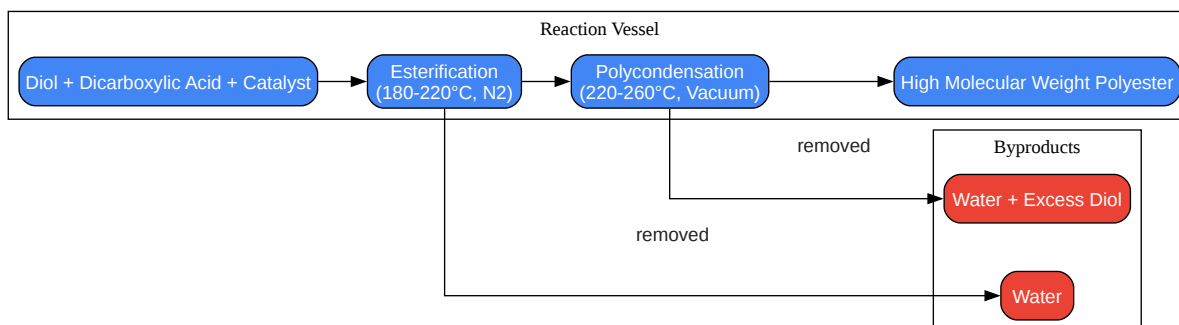 Reaction Vessel
Diol + Dicarboxylic Acid + Catalyst
Esterification
(180-220°C, N2)
Polycondensation
(220-260°C, Vacuum)
High Molecular Weight Polyester
removed
Byproducts
Water + Excess Diol
removed
Water